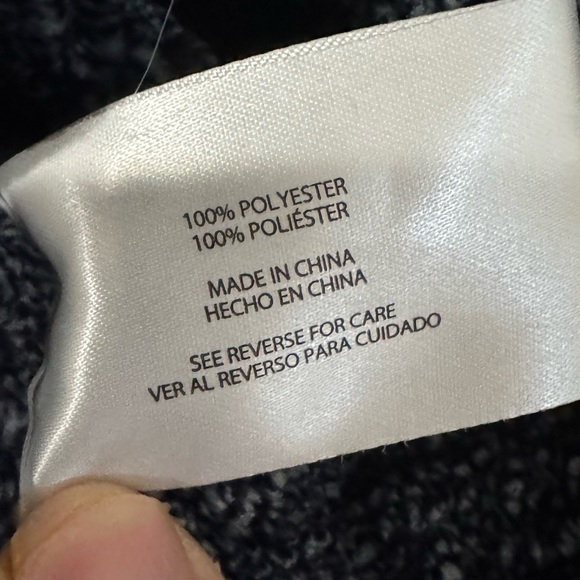 100% POLYESTER
100% POLIÉSTER
MADE IN CHINA
HECHO EN CHINA
SEE REVERSE FOR CARE
VER AL REVERSO PARA CUIDADO